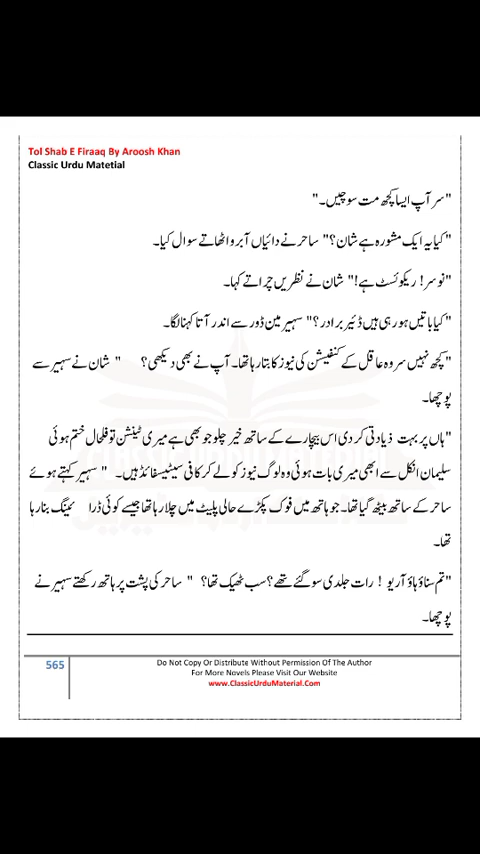 Tol Shab E Firaaq By Aroosh Khan
Classic Urdu Matetial
"سر آپ ایسا کچھ مت سوچیں۔"
"کیا یہ ایک مشورہ ہے شان؟" ساحر نے دائیاں آبرو اٹھاتے سوال کیا۔
"نو سر! ریکوئسٹ ہے!" شان نے نظریں چراتے کہا۔
"کیا باتیں ہو رہی ہیں ڈئیر برادر؟" سہیر مین ڈور سے اندر آتا کہنا لگا۔
"کچھ نہیں سر وہ عاقل کے کنفیشن کی نیوز کا بتا رہا تھا۔ آپ نے بھی دیکھی؟ " شان نے سہیر سے
پوچھا۔
"ہاں پر بہت ذیادتی کر دی اس بیچارے کے ساتھ خیر چلو جو بھی ہے میری ٹینشن تو فلحال ختم ہوئی
سلیمان انکل سے ابھی میری بات ہوئی وہ لوگ نیوز کو لے کر کافی سیٹیسفائڈ ہیں۔ " سہیر کہتے ہوئے
ساحر کے ساتھ بیٹھ گیا تھا۔ جو ہاتھ میں فوک پکڑے حالی پلیٹ میں چلا رہا تھا جیسے کوئی ڈرا ئینگ بنا رہا
تھا۔
"تم سناؤ ہاؤ آر یو ! رات جلدی سو گئے تھے؟ سب ٹھیک تھا؟ " ساحر کی پشت پر ہاتھ رکھتے سہیر نے
پوچھا۔
565
Do Not Copy Or Distribute Without Permission Of The Author
For More Novels Please Visit Our Website
www.ClassicUrduMaterial.Com